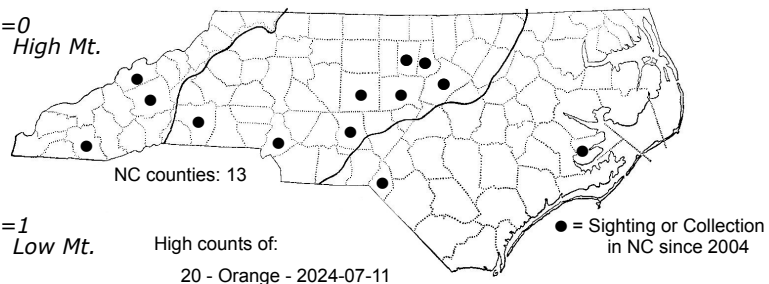 =0
High Mt.
NC counties: 13
=1
Low Mt.
High counts of:
20 - Orange - 2024-07-11
● = Sighting or Collection
in NC since 2004